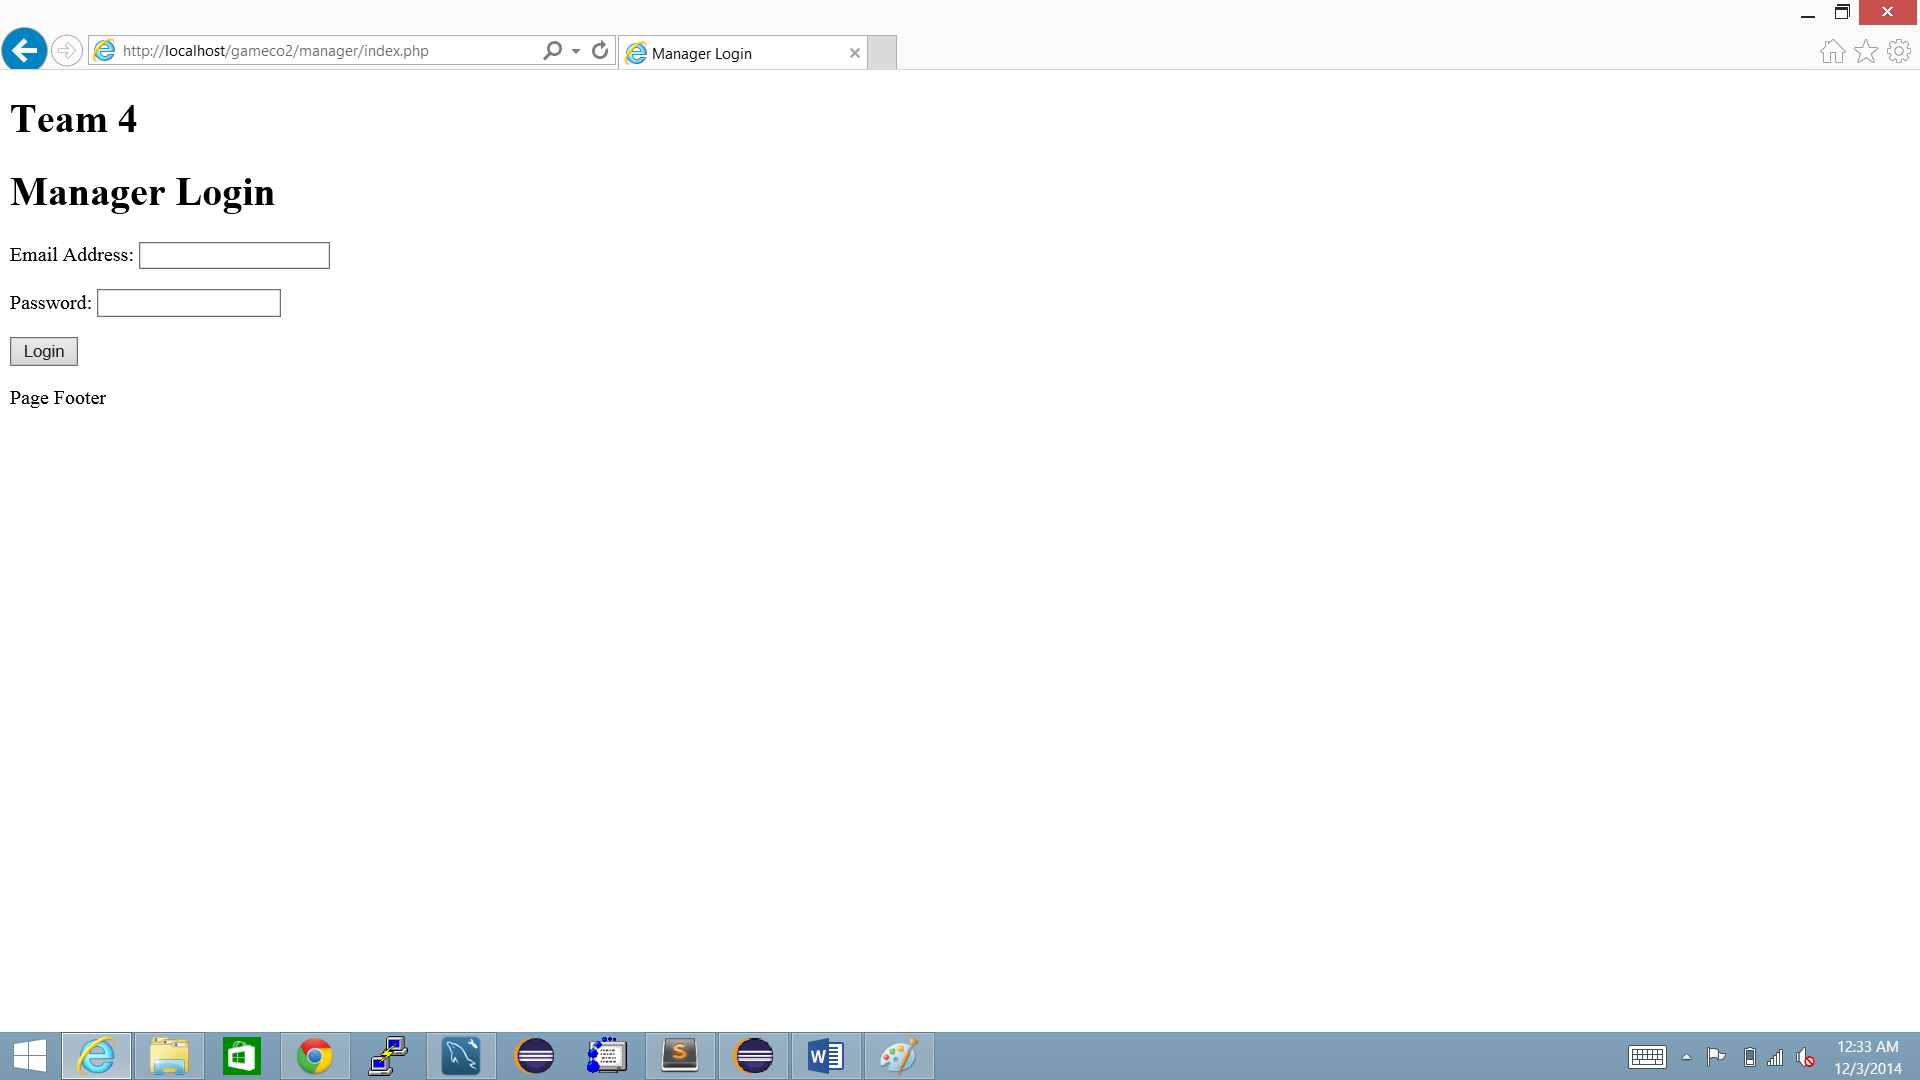 http://localhost/gameco2/manager/index.php
Manager Login
Team 4
Manager Login
Email Address:
Password:
Login
Page Footer
S
W
12:33 AM
12/3/2014